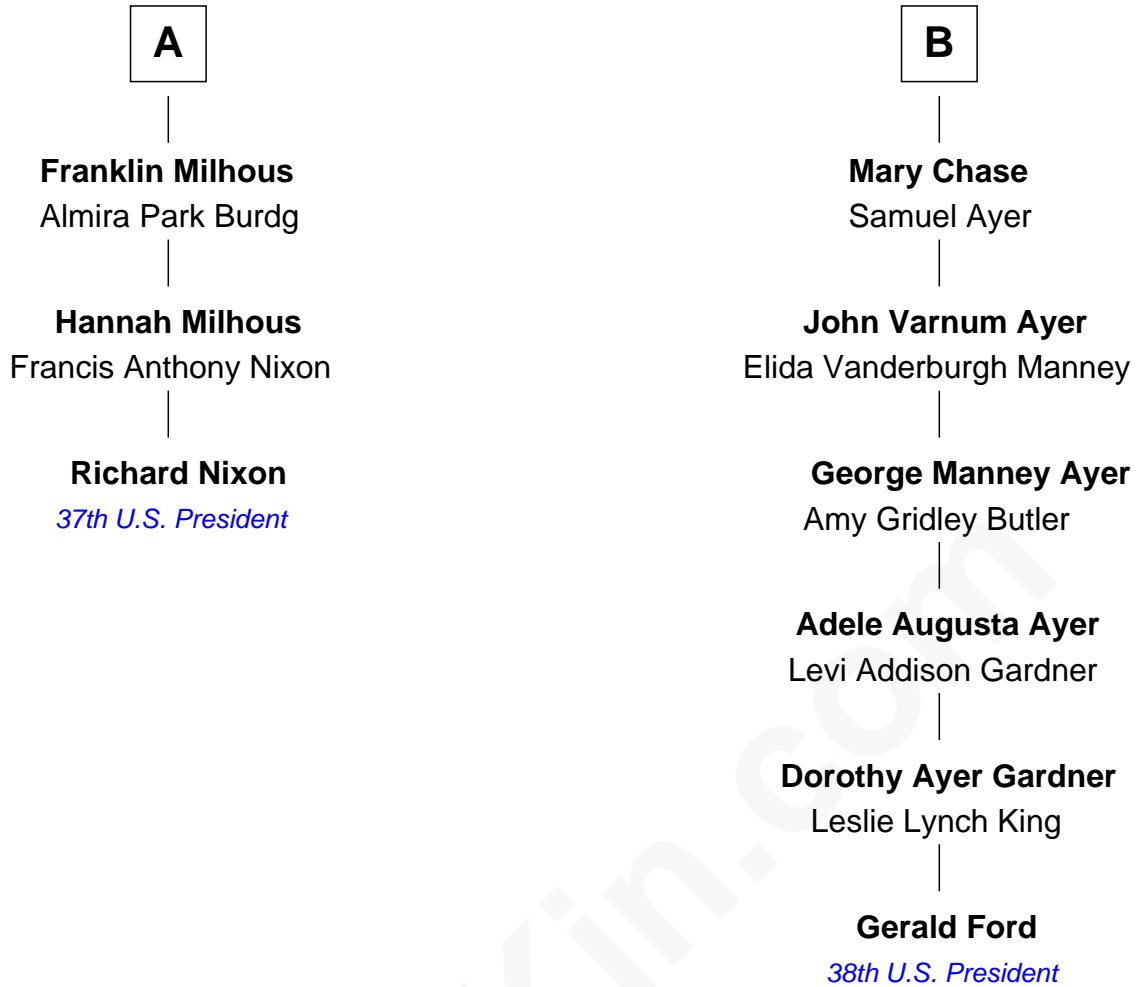 A
Franklin Milhous
Almira Park Burdg
Hannah Milhous
Francis Anthony Nixon
Richard Nixon
37th U.S. President
B
Mary Chase
Samuel Ayer
John Varnum Ayer
Elida Vanderburgh Manney
George Manney Ayer
Amy Gridley Butler
Adele Augusta Ayer
Levi Addison Gardner
Dorothy Ayer Gardner
Leslie Lynch King
Gerald Ford
38th U.S. President
Kin.com